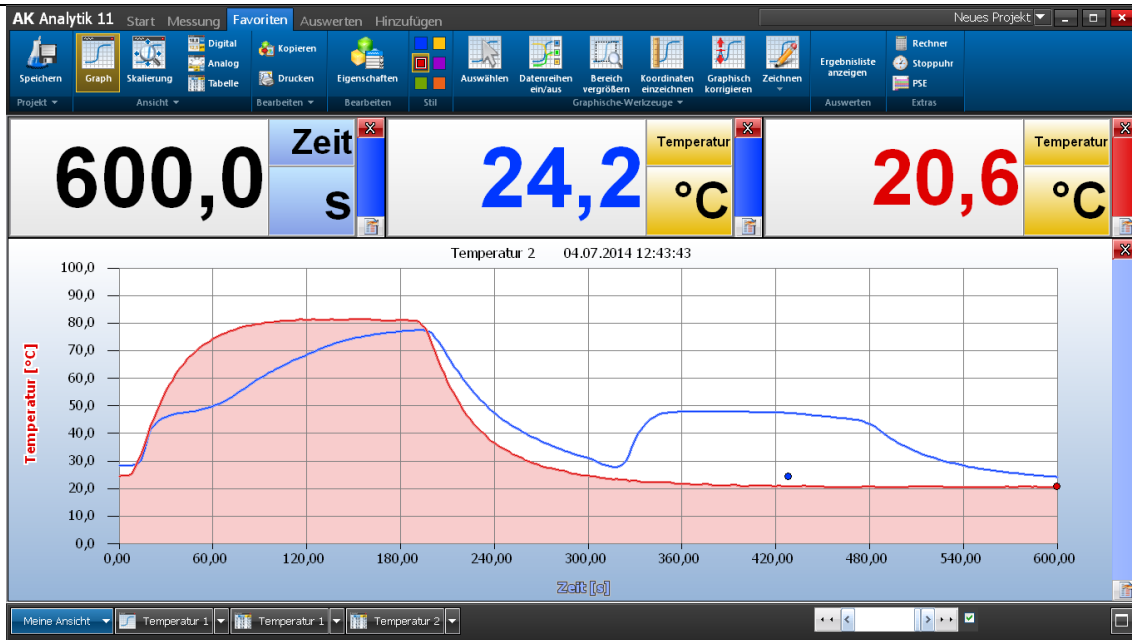 AK Analytik 11 Start Messung Favoriten Auswerten Hinzufügen Neues Projekt
Speichern Graph Skalierung Digital Analog Tabelle Kopieren Drucken Eigenschaften Auswählen Datenreihen ein/aus Bereich vergrößern Koordinaten einzeichnen Graphisch korrigieren Zeichnen Ergebnisliste anzeigen Rechner Stoppuhr PSE
Projekt Ansicht Bearbeiten Bearbeiten Stil Graphische-Werkzeuge Auswerten Extras
600,0 Zeit s 24,2 Temperatur °C 20,6 Temperatur °C
Temperatur 2 04.07.2014 12:43:43
100,0
90,0
80,0
70,0
60,0
50,0
40,0
30,0
20,0
10,0
0,0
Temperatur [°C]
0,00 60,00 120,00 180,00 240,00 300,00 360,00 420,00 480,00 540,00 600,00
Zeit [s]
Meine Ansicht Temperatur 1 Temperatur 1 Temperatur 2